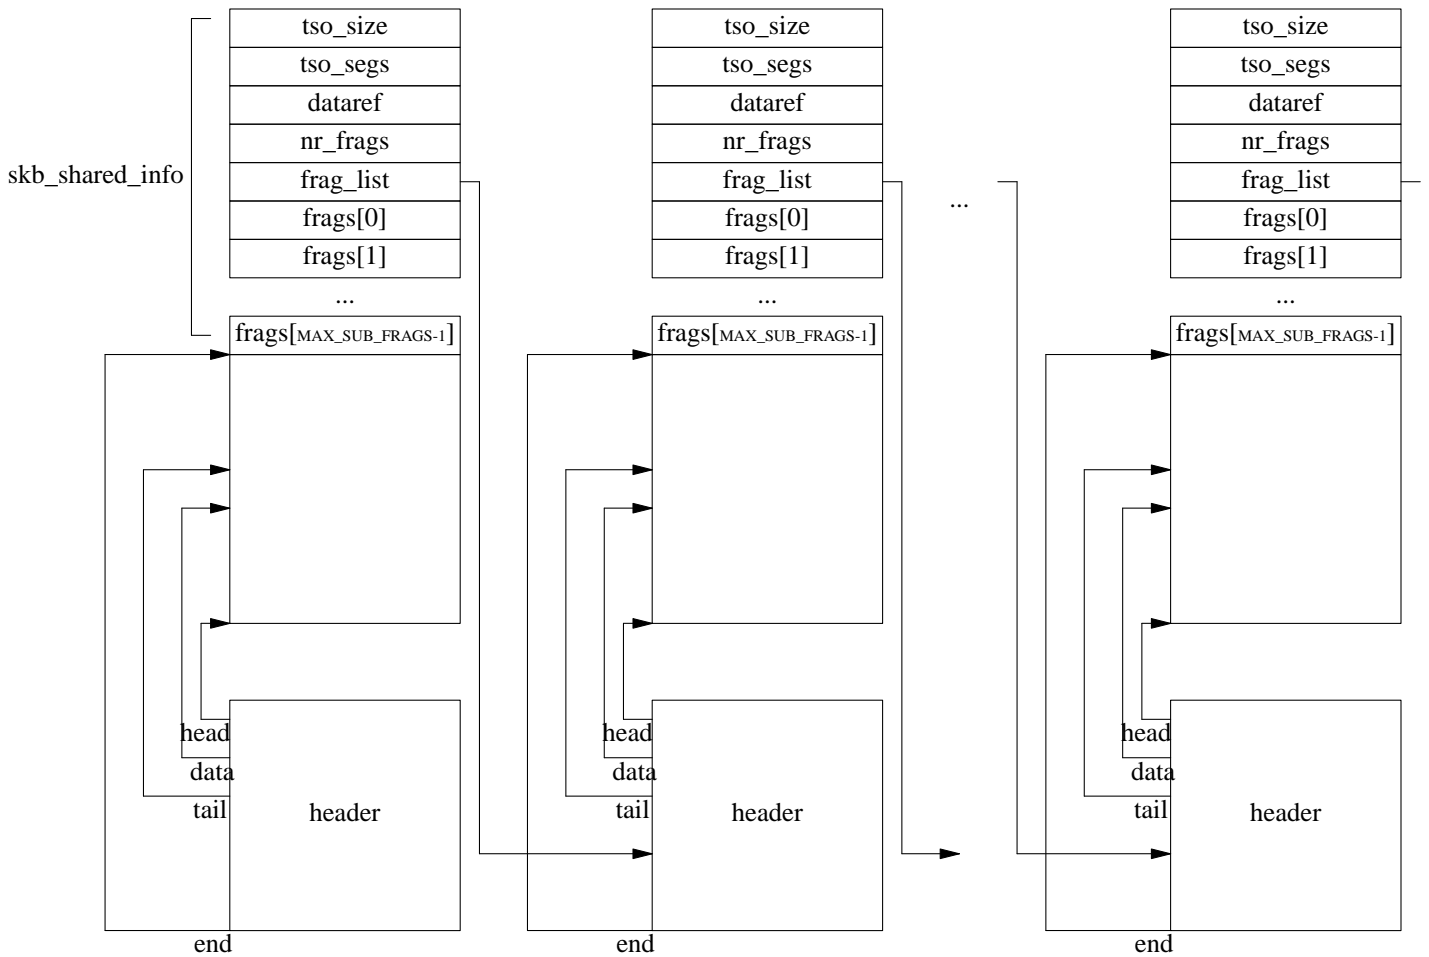 tso_size tso_size tso_size
tso_segs tso_segs tso_segs
dataref dataref dataref
nr_frags nr_frags nr_frags
skb_shared_info
frag_list frag_list frag_list
...
frags[0] frags[0] frags[0]
frags[1] frags[1] frags[1]
... ... ...
frags[MAX_SUB_FRAGS-1] frags[MAX_SUB_FRAGS-1] frags[MAX_SUB_FRAGS-1]
head head head
data data data
tail header tail header tail header
end end end